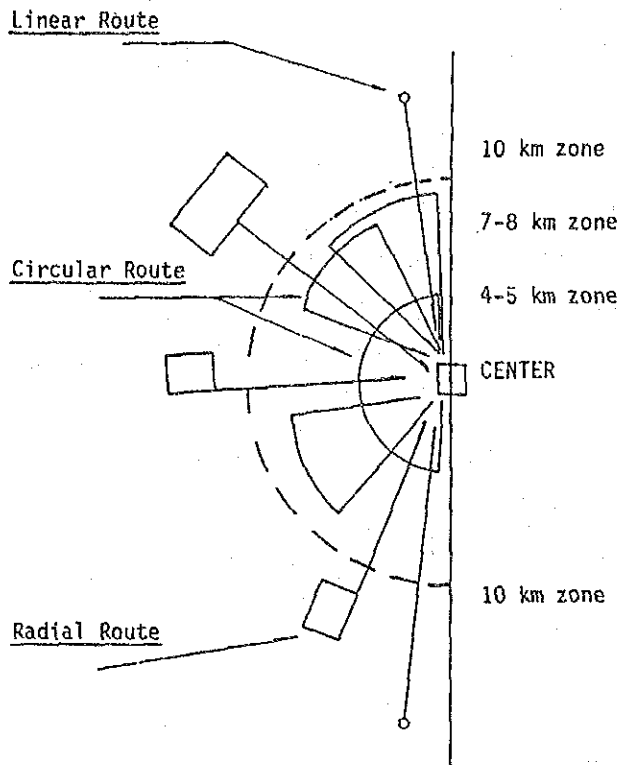 Linear Route
10 km zone
7-8 km zone
Circular Route
4-5 km zone
CENTER
10 km zone
Radial Route